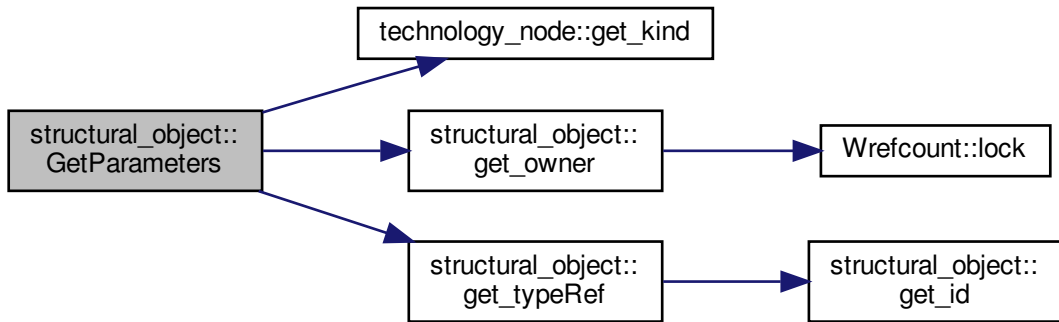 technology_node::get_kind
structural_object::
GetParameters
structural_object::
get_owner
Wrefcount::lock
structural_object::
get_typeRef
structural_object::
get_id